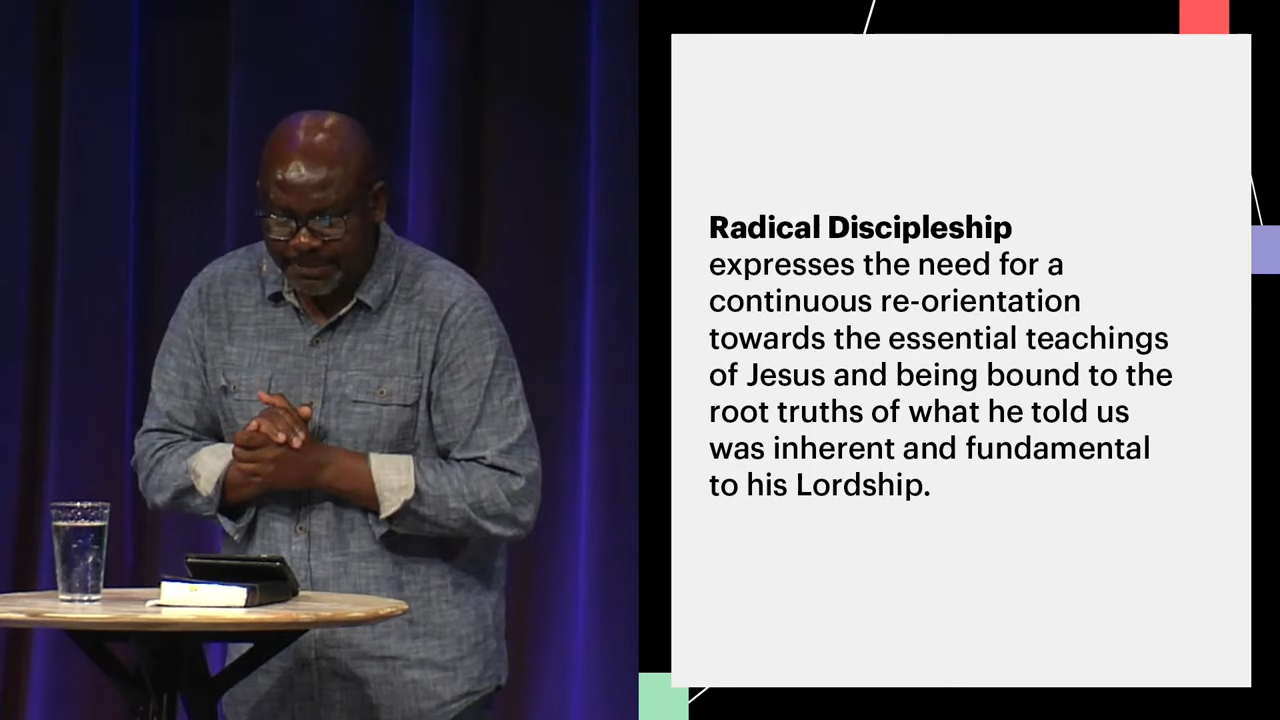 Radical Discipleship
expresses the need for a
continuous re-orientation
towards the essential teachings
of Jesus and being bound to the
root truths of what he told us
was inherent and fundamental
to his Lordship.